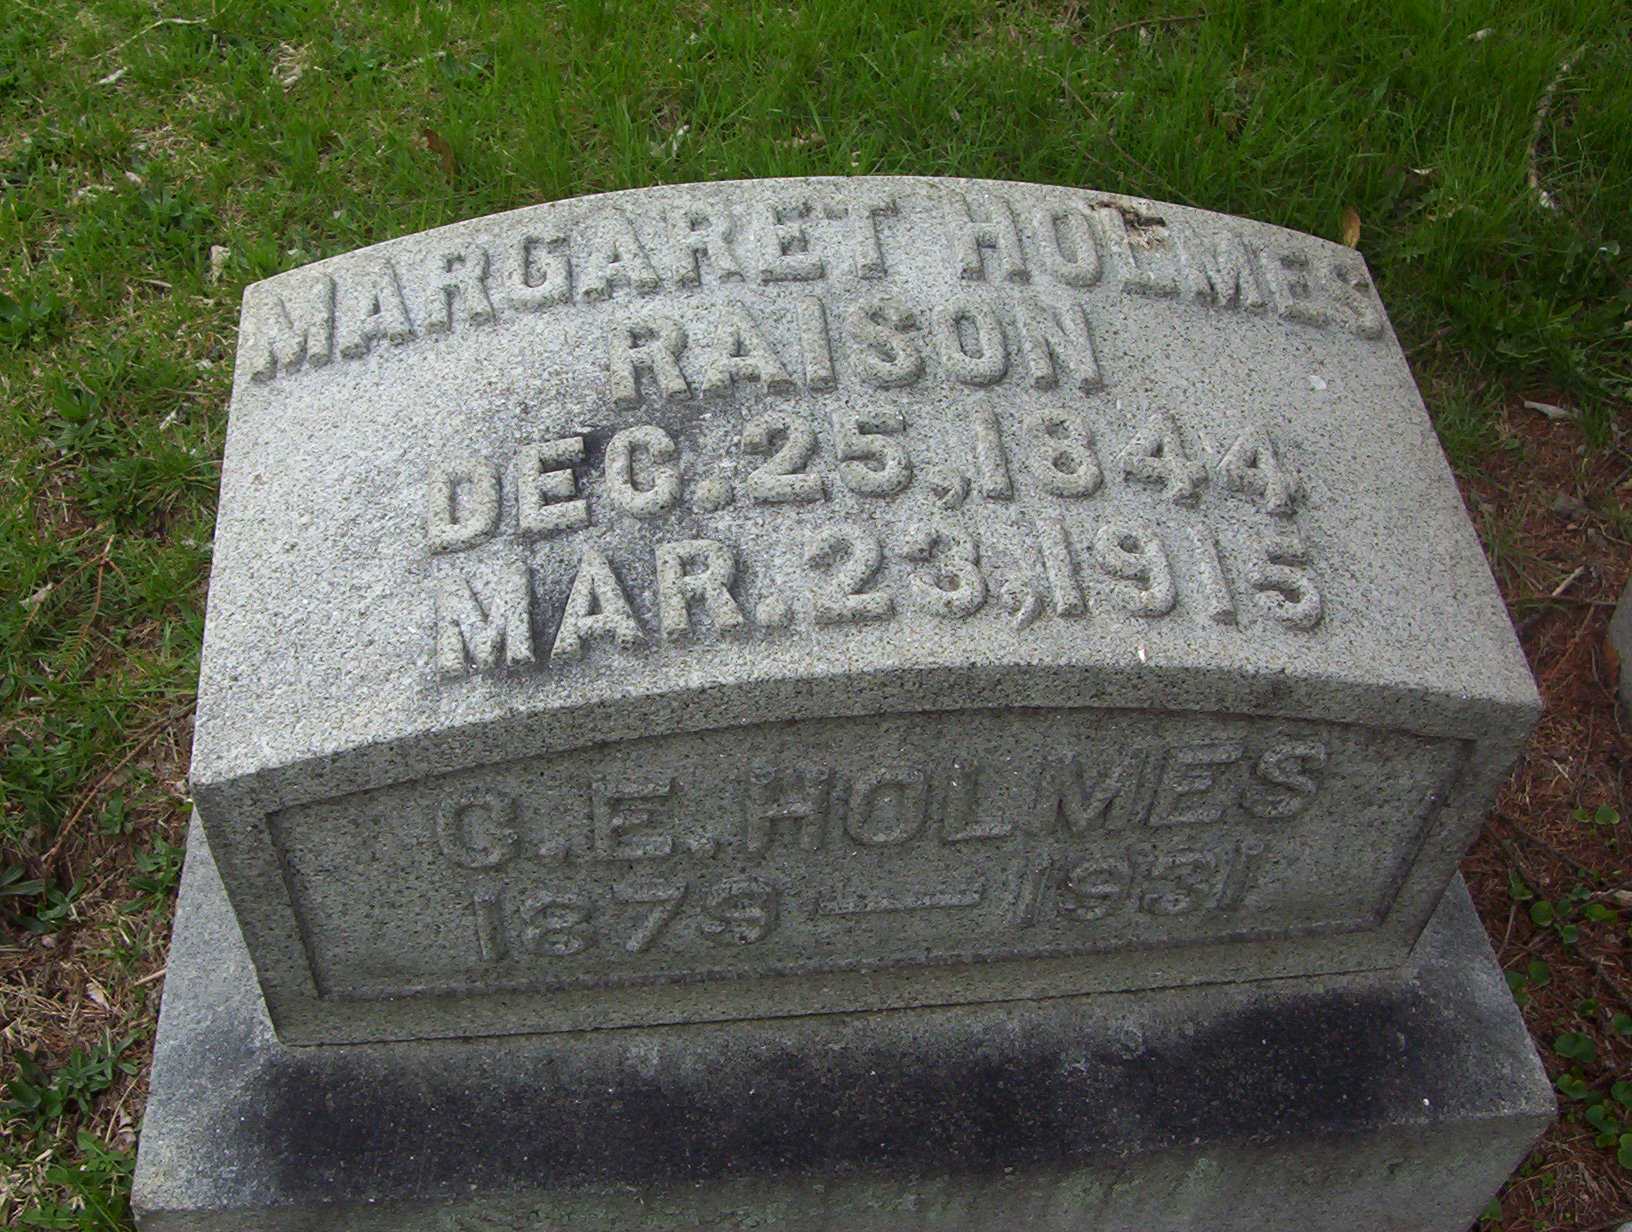 MARGARET HOLMES
RAISON
DEC. 25, 1844
MAR. 23, 1915
C. E. HOLMES
1879 — 1931